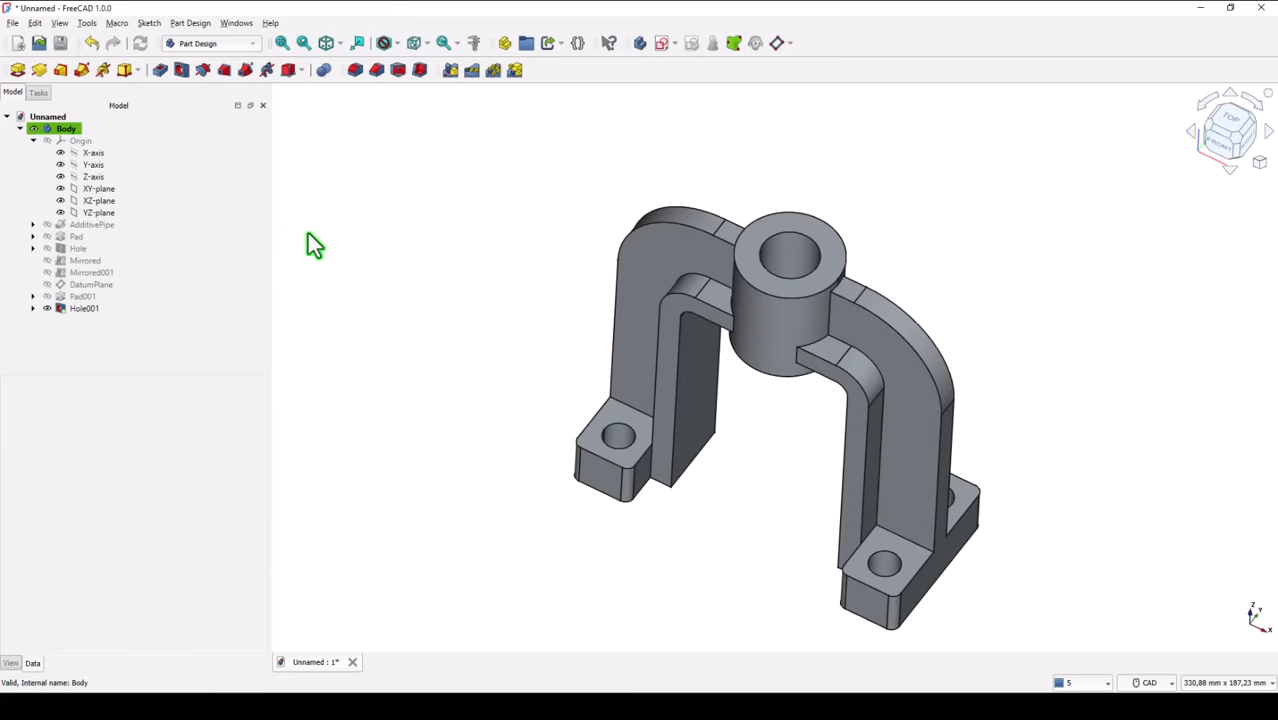 * Unnamed - FreeCAD 1.0.0
File Edit View Tools Macro Sketch Part Design Windows Help
Part Design
Model Tasks
Model
Unnamed
Body
Origin
X-axis
Y-axis
Z-axis
XY-plane
XZ-plane
YZ-plane
AdditivePipe
Pad
Hole
Mirrored
Mirrored001
DatumPlane
Pad001
Hole001
TOP
FRONT
Z
Y
X
View Data
Unnamed : 1*
Valid, Internal name: Body
5
CAD
330,88 mm x 187,23 mm